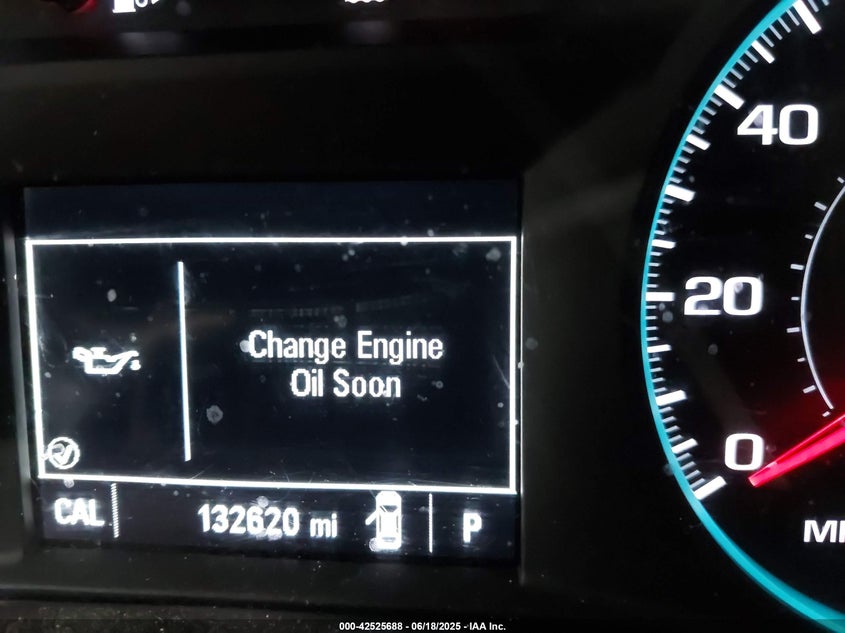 40
Change Engine
Oil Soon
20
0
CAL
132620 mi
P
000-42525688 - 06/18/2025 - IAA Inc.